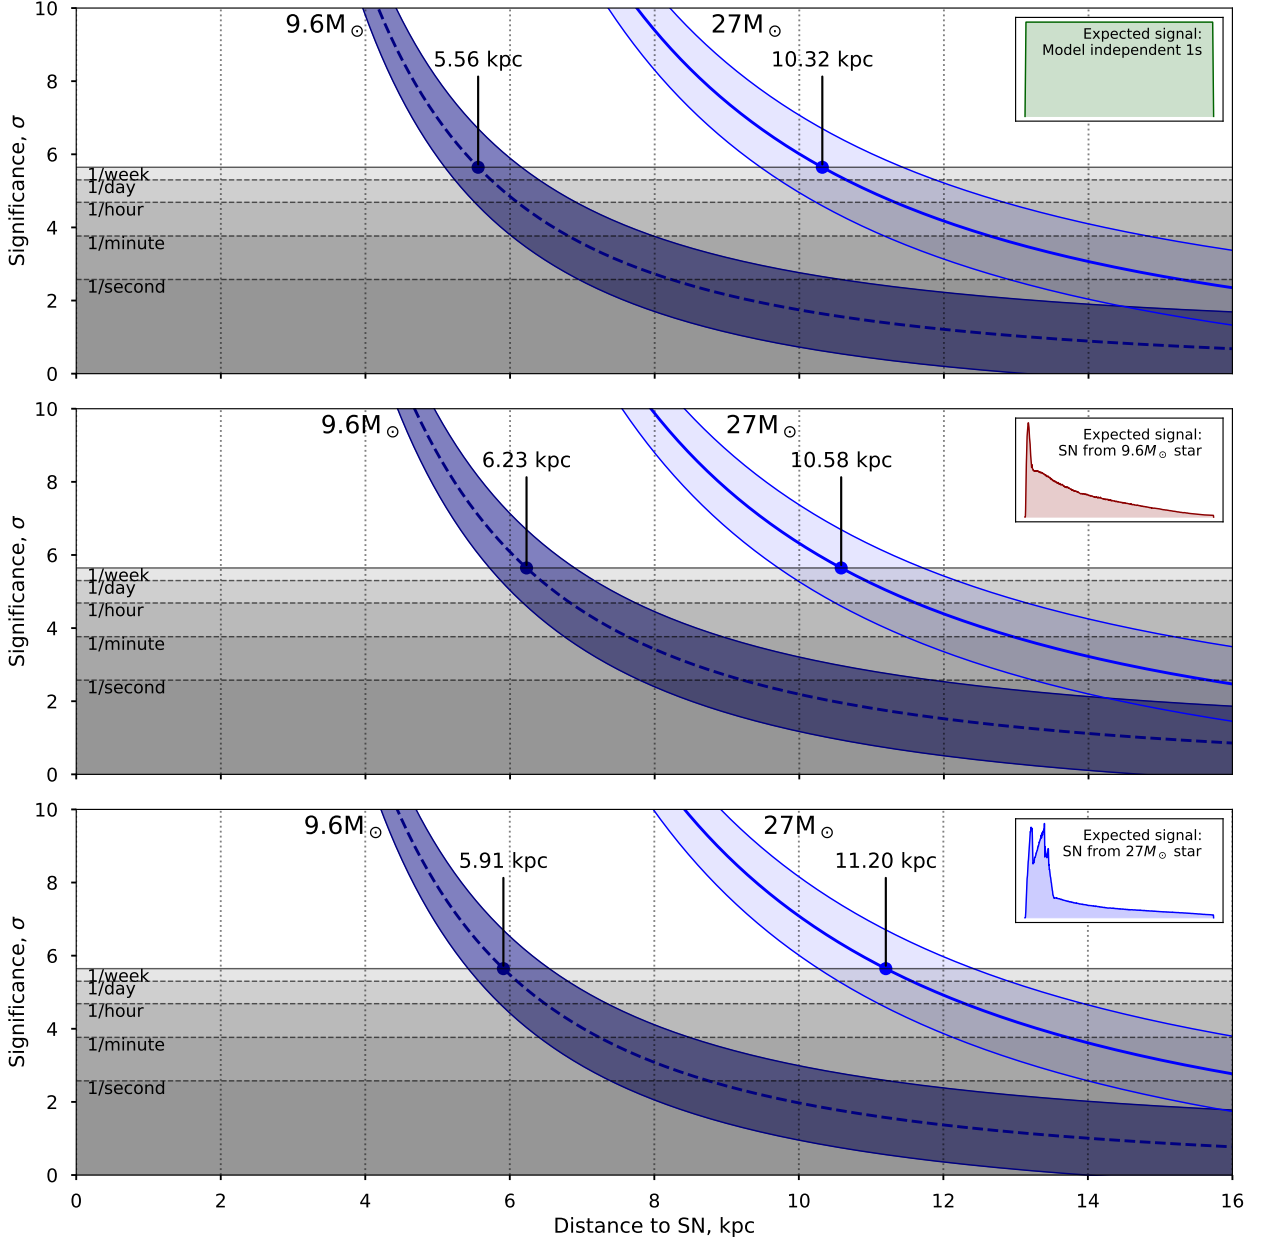 10
9.6M⊙
27M⊙
Expected signal:
Model independent 1s
5.56 kpc
10.32 kpc
8
6
4
2
0
Significance, σ
1/week
1/day
1/hour
1/minute
1/second
10
9.6M⊙
27M⊙
Expected signal:
SN from 9.6M⊙ star
6.23 kpc
10.58 kpc
8
6
4
2
0
Significance, σ
1/week
1/day
1/hour
1/minute
1/second
10
9.6M⊙
27M⊙
Expected signal:
SN from 27M⊙ star
5.91 kpc
11.20 kpc
8
6
4
2
0
Significance, σ
1/week
1/day
1/hour
1/minute
1/second
0 2 4 6 8 10 12 14 16
Distance to SN, kpc